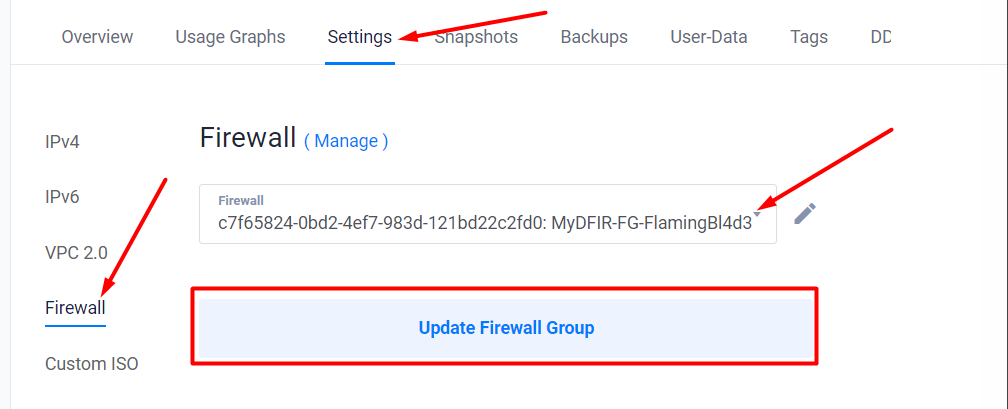 Overview Usage Graphs Settings Snapshots Backups User-Data Tags DD
IPv4
IPv6
VPC 2.0
Firewall
Custom ISO
Firewall ( Manage )
Firewall
c7f65824-0bd2-4ef7-983d-121bd22c2fd0: MyDFIR-FG-FlamingBl4d3
Update Firewall Group